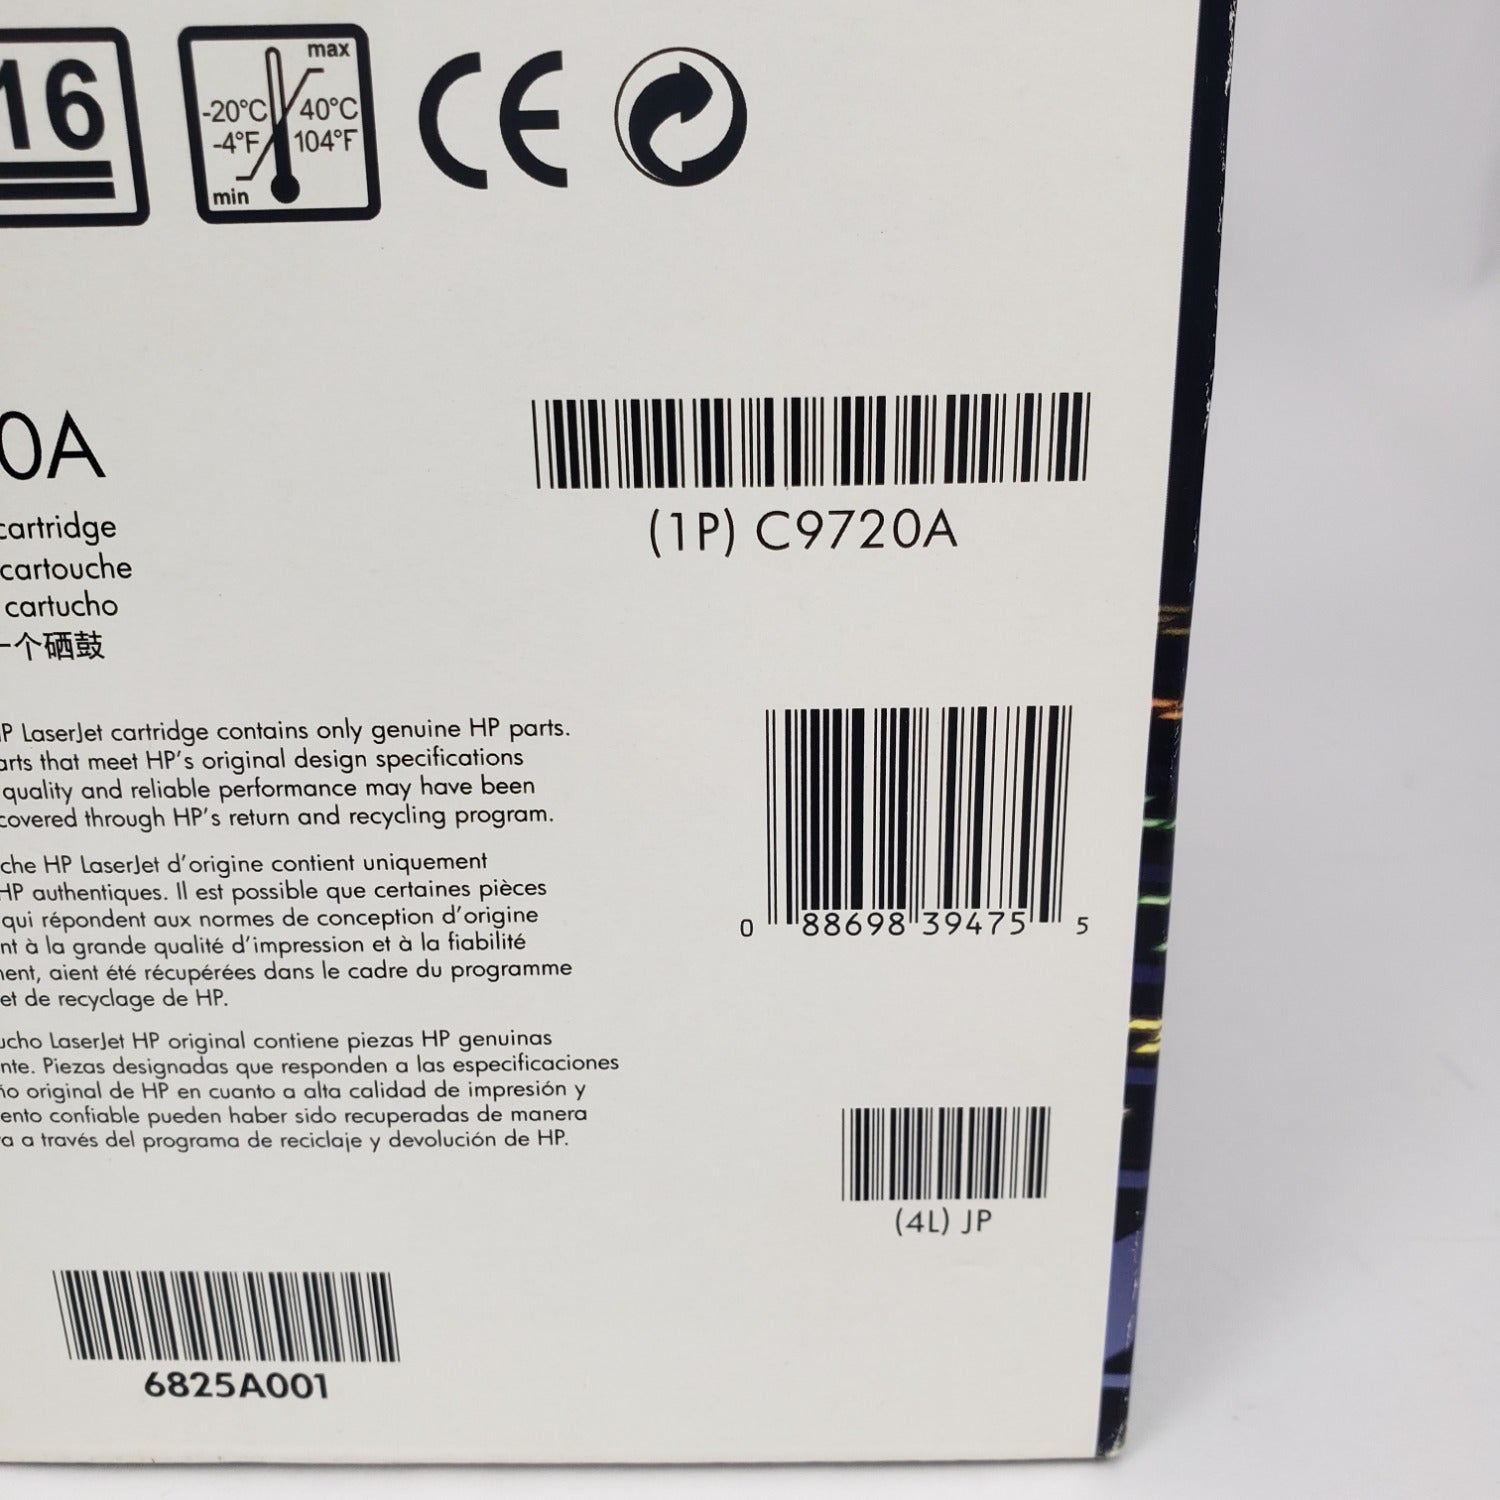 16
max
-20°C 40°C
-4°F 104°F
min
CE
0A
(1P) C9720A
cartridge
cartouche
cartucho
一个硒鼓
P LaserJet cartridge contains only genuine HP parts.
arts that meet HP's original design specifications
quality and reliable performance may have been
covered through HP's return and recycling program.
che HP LaserJet d'origine contient uniquement
HP authentiques. Il est possible que certaines pièces
qui répondent aux normes de conception d'origine
nt à la grande qualité d'impression et à la fiabilité
ent, aient été récupérées dans le cadre du programme
et de recyclage de HP.
ucho LaserJet HP original contiene piezas HP genuinas
nte. Piezas designadas que responden a las especificaciones
ño original de HP en cuanto a alta calidad de impresión y
ento confiable pueden haber sido recuperadas de manera
a a través del programa de reciclaje y devolución de HP.
0 88698 39475 5
(4L) JP
6825A001